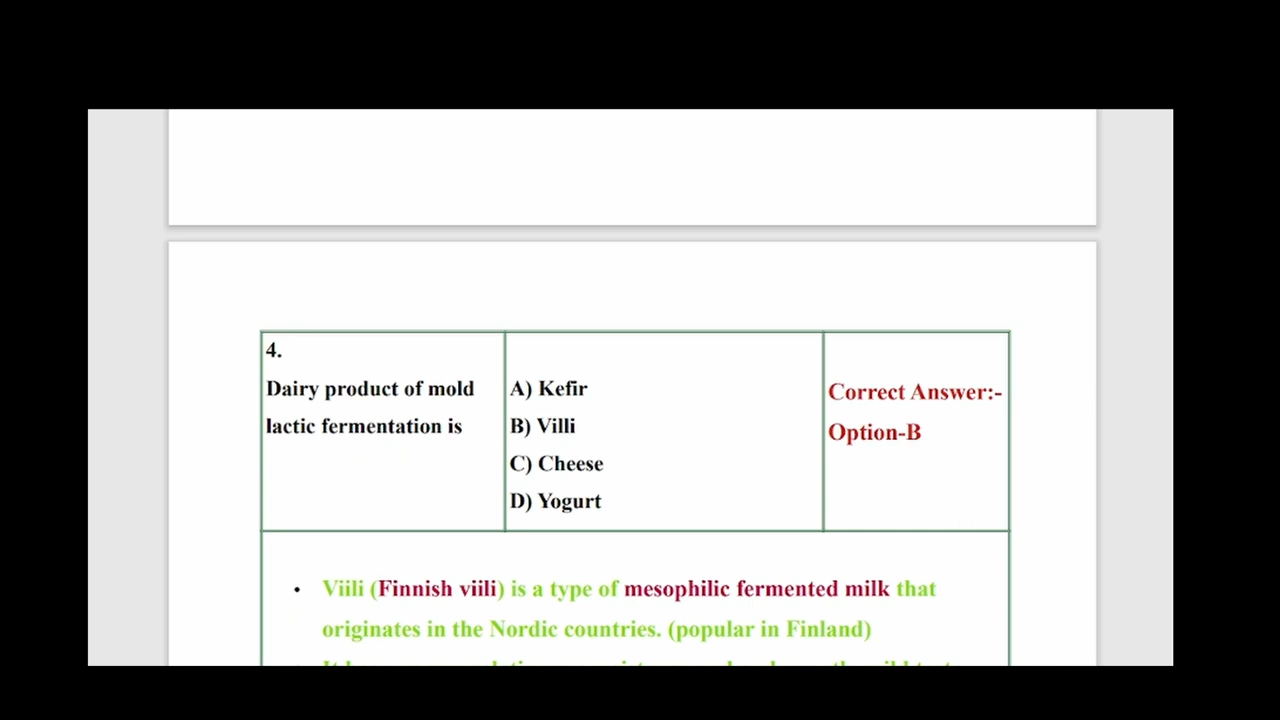 4.
Dairy product of mold
lactic fermentation is
A) Kefir
B) Villi
C) Cheese
D) Yogurt
Correct Answer:-
Option-B
• Viili (Finnish viili) is a type of mesophilic fermented milk that
originates in the Nordic countries. (popular in Finland)